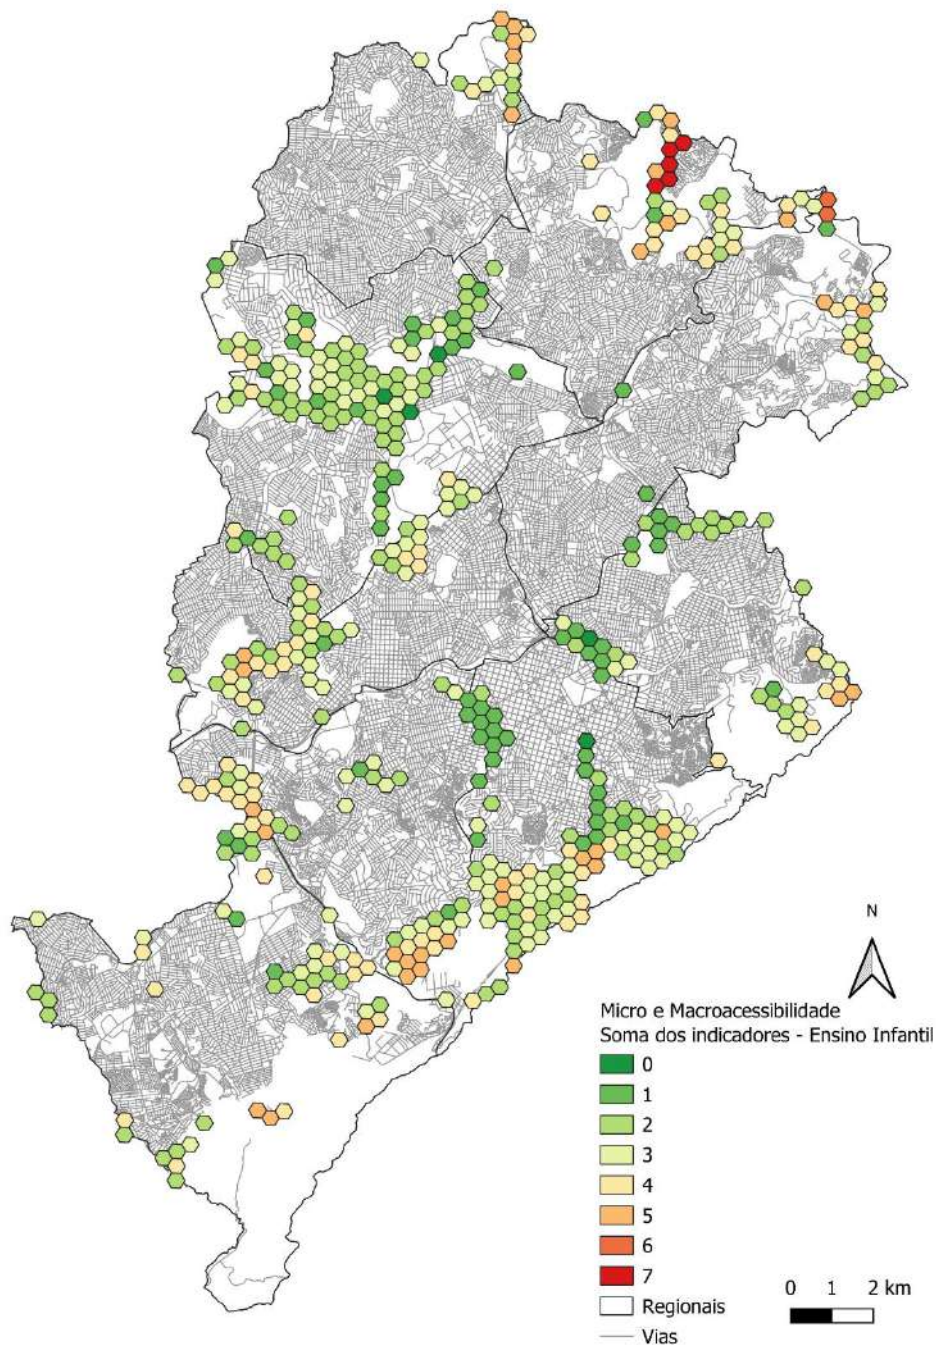 N
Micro e Macroacessibilidade
Soma dos indicadores - Ensino Infantil
0
1
2
3
4
5
6
7
Regionais
Vias
0 1 2 km